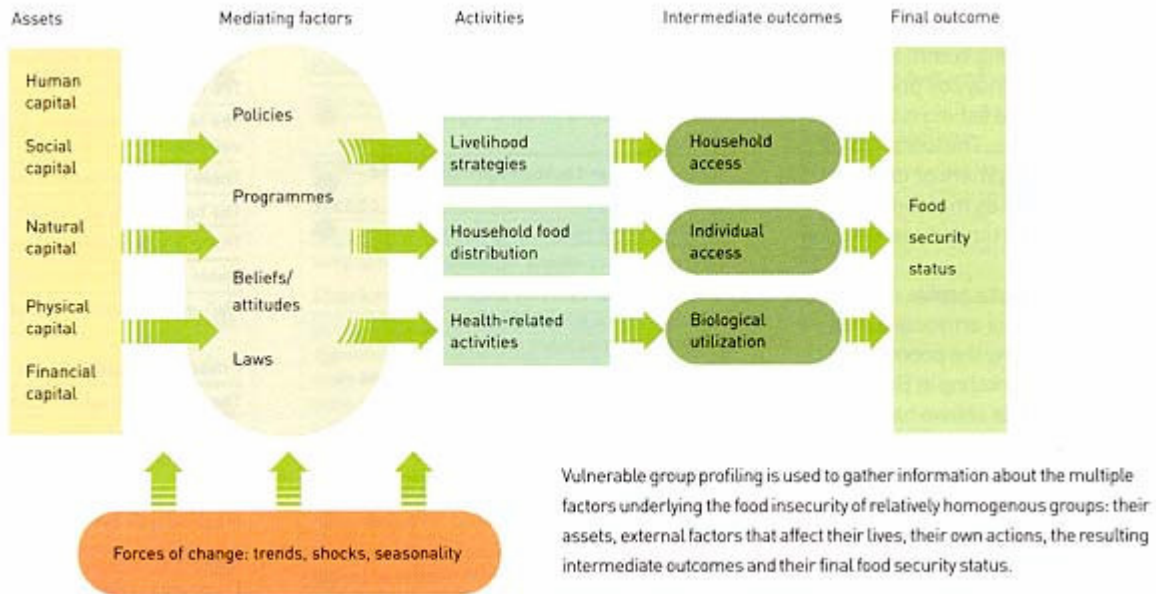 Assets
Mediating factors
Activities
Intermediate outcomes
Final outcome
Human
capital
Social
capital
Natural
capital
Physical
capital
Financial
capital
Policies
Programmes
Beliefs/
attitudes
Laws
Livelihood
strategies
Household food
distribution
Health-related
activities
Household
access
Individual
access
Biological
utilization
Food
security
status
Forces of change: trends, shocks, seasonality
Vulnerable group profiling is used to gather information about the multiple
factors underlying the food insecurity of relatively homogenous groups: their
assets, external factors that affect their lives, their own actions, the resulting
intermediate outcomes and their final food security status.